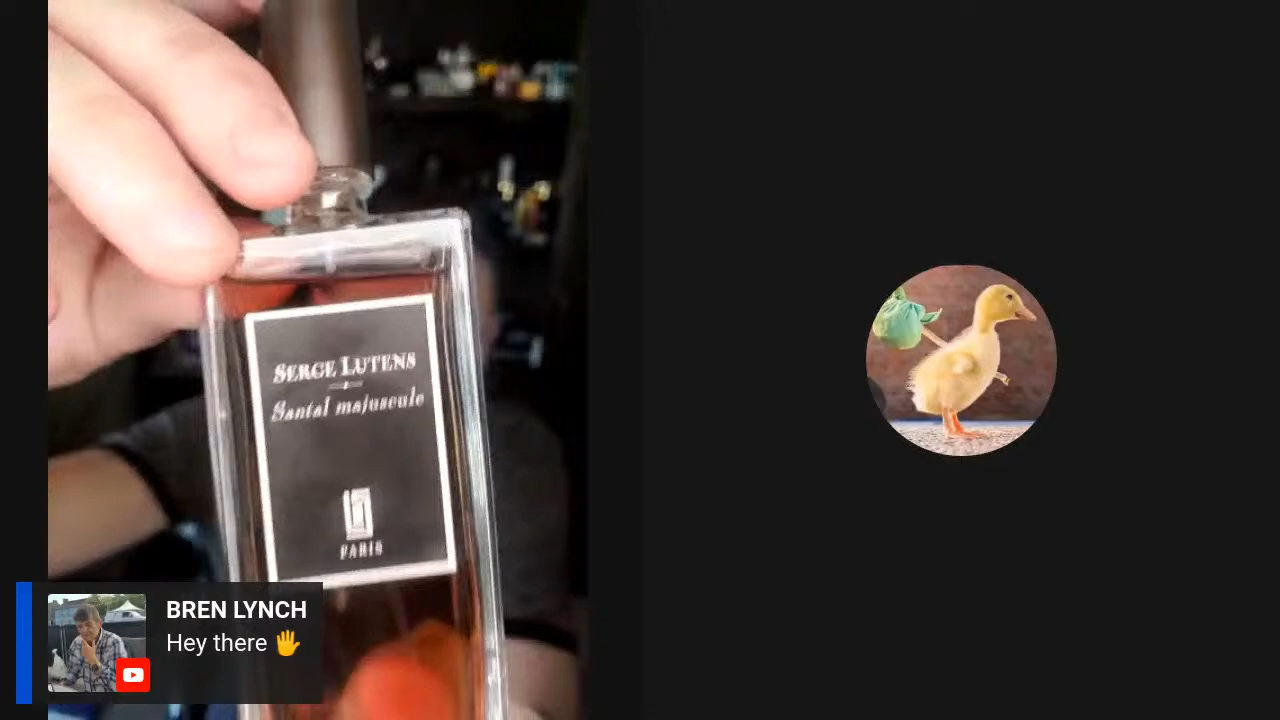 SERGE LUTENS
Santal majuscule
PARIS
BREN LYNCH
Hey there 🖐